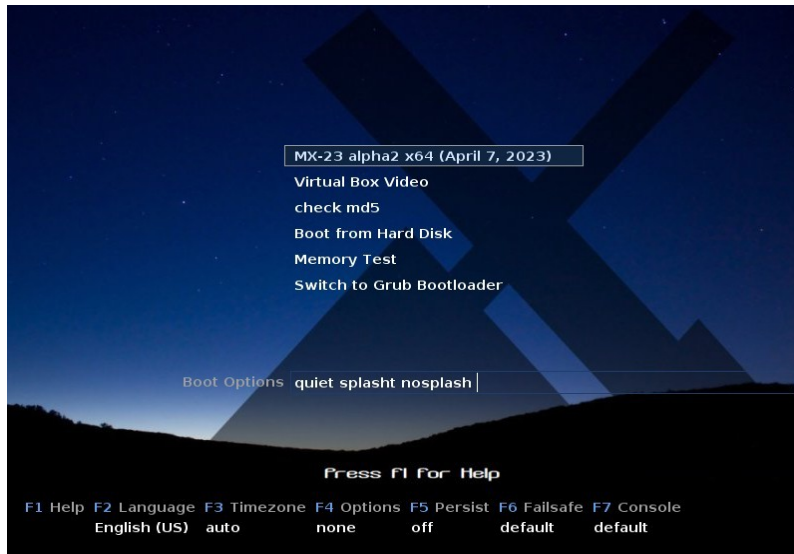 MX-23 alpha2 x64 (April 7, 2023)
Virtual Box Video
check md5
Boot from Hard Disk
Memory Test
Switch to Grub Bootloader
Boot Options quiet splasht nosplash
Press F1 for Help
F1 Help F2 Language F3 Timezone F4 Options F5 Persist F6 Failsafe F7 Console
English (US) auto none off default default